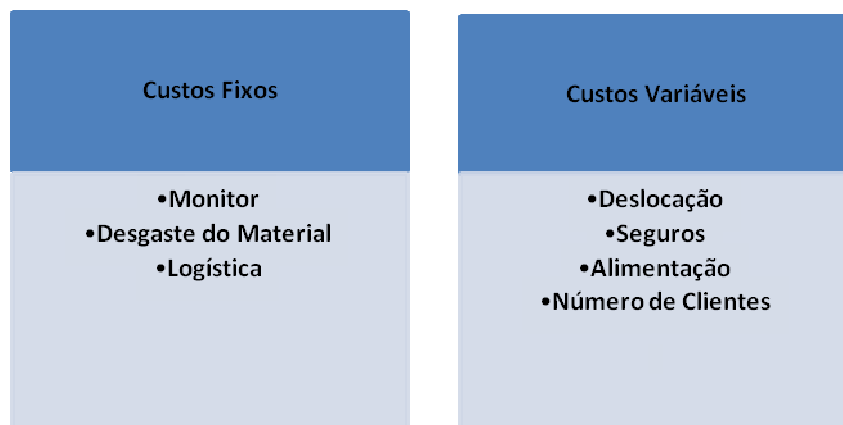 Custos Fixos
•Monitor
•Desgaste do Material
•Logística
Custos Variáveis
•Deslocação
•Seguros
•Alimentação
•Número de Clientes